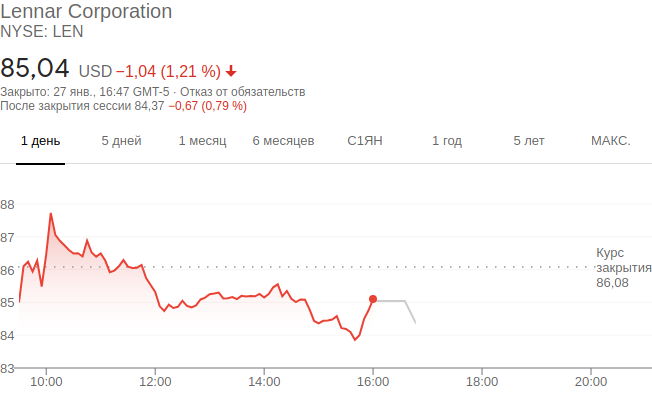 Lennar Corporation
NYSE: LEN
85,04 USD −1,04 (1,21 %)
Закрыто: 27 янв., 16:47 GMT-5 · Отказ от обязательств
После закрытия сессии 84,37 −0,67 (0,79 %)
1 день 5 дней 1 месяц 6 месяцев С1ЯН 1 год 5 лет МАКС.
88
87
86
85
84
83
Курс
закрытия
86,08
10:00 12:00 14:00 16:00 18:00 20:00